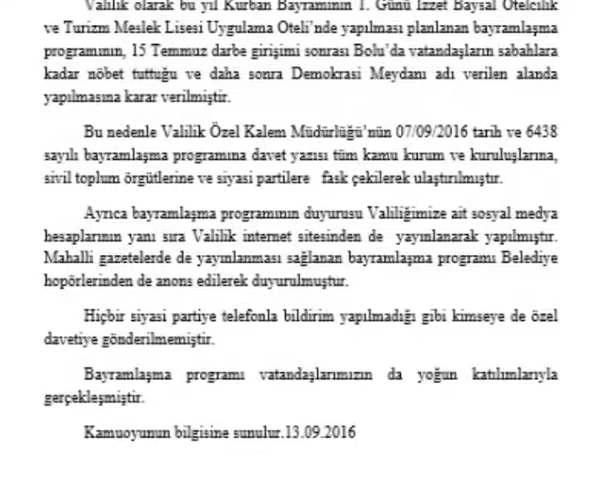 Valilik olarak bu yıl Kurban Bayramının 1. Günü İzzet Baysal Otelcilik
ve Turizm Meslek Lisesi Uygulama Oteli'nde yapılması planlanan bayramlaşma
programının, 15 Temmuz darbe girişimi sonrası Bolu'da vatandaşların sabahlara
kadar nöbet tuttuğu ve daha sonra Demokrasi Meydanı adı verilen alanda
yapılmasına karar verilmiştir.
Bu nedenle Valilik Özel Kalem Müdürlüğü'nün 07/09/2016 tarih ve 6438
sayılı bayramlaşma programına davet yazısı tüm kamu kurum ve kuruluşlarına,
sivil toplum örgütlerine ve siyasi partilere fask çekilerek ulaştırılmıştır.
Ayrıca bayramlaşma programının duyurusu Valiliğimize ait sosyal medya
hesaplarının yanı sıra Valilik internet sitesinden de yayınlanarak yapılmıştır.
Mahalli gazetelerde de yayınlanması sağlanan bayramlaşma programı Belediye
hopörlerinden de anons edilerek duyurulmuştur.
Hiçbir siyasi partiye telefonla bildirim yapılmadığı gibi kimseye de özel
davetiye gönderilmemiştir.
Bayramlaşma programı vatandaşlarımızın da yoğun katılımlarıyla
gerçekleşmiştir.
Kamuoyunun bilgisine sunulur.13.09.2016